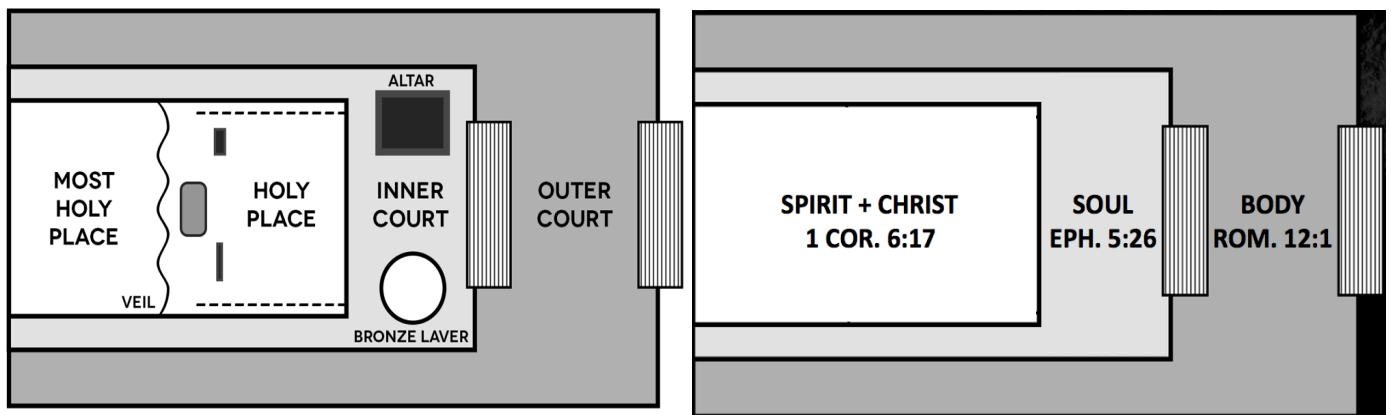 ALTAR
MOST
HOLY
PLACE
HOLY
PLACE
INNER
COURT
OUTER
COURT
VEIL
BRONZE LAVER
SPIRIT + CHRIST
1 COR. 6:17
SOUL
EPH. 5:26
BODY
ROM. 12:1